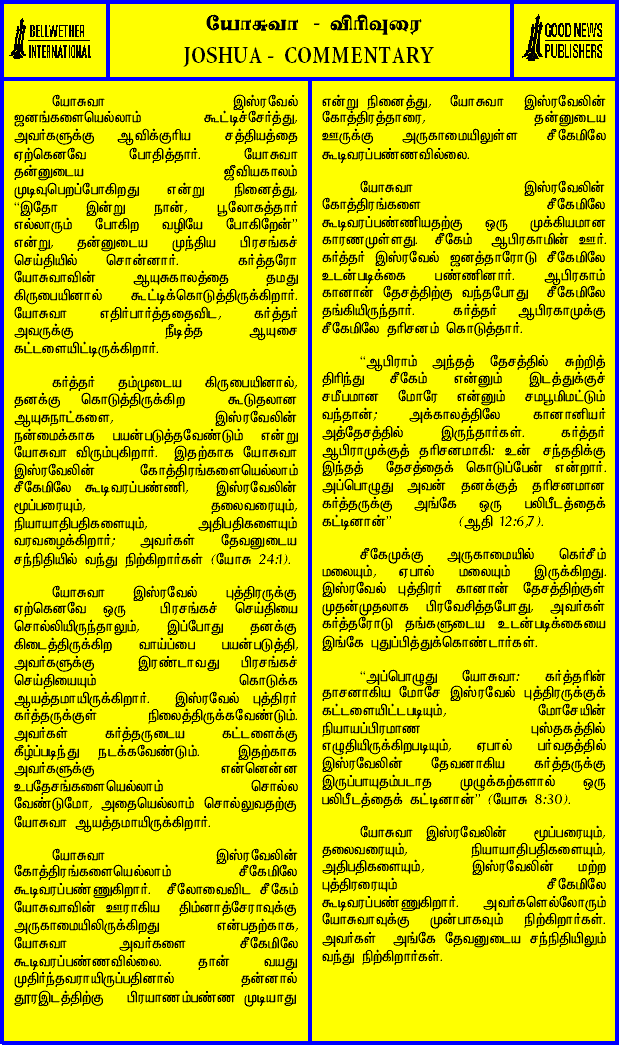 BELLWETHER
INTERNATIONAL
யோசுவா - விரிவுரை
JOSHUA - COMMENTARY
GOOD NEWS
PUBLISHERS
யோசுவா இஸ்ரவேல்
ஜனங்களையெல்லாம் கூட்டிச்சேர்த்து,
அவர்களுக்கு ஆவிக்குரிய சத்தியத்தை
ஏற்கெனவே போதித்தார். யோசுவா
தன்னுடைய ஜீவியகாலம்
முடிவுபெறப்போகிறது என்று நினைத்து,
“இதோ இன்று நான், பூலோகத்தார்
எல்லாரும் போகிற வழியே போகிறேன்”
என்று, தன்னுடைய முந்திய பிரசங்கச்
செய்தியில் சொன்னார். கர்த்தரோ
யோசுவாவின் ஆயுசுகாலத்தை தமது
கிருபையினால் கூட்டிக்கொடுத்திருக்கிறார்.
யோசுவா எதிர்பார்த்ததைவிட, கர்த்தர்
அவருக்கு நீடித்த ஆயுசை
கட்டளையிட்டிருக்கிறார்.
கர்த்தர் தம்முடைய கிருபையினால்,
தனக்கு கொடுத்திருக்கிற கூடுதலான
ஆயுசுநாட்களை, இஸ்ரவேலின்
நன்மைக்காக பயன்படுத்தவேண்டும் என்று
யோசுவா விரும்புகிறார். இதற்காக யோசுவா
இஸ்ரவேலின் கோத்திரங்களையெல்லாம்
சீகேமிலே கூடிவரப்பண்ணி, இஸ்ரவேலின்
மூப்பரையும், தலைவரையும்,
நியாயாதிபதிகளையும், அதிபதிகளையும்
வரவழைக்கிறார்; அவர்கள் தேவனுடைய
சந்நிதியில் வந்து நிற்கிறார்கள் (யோசு 24:1).
யோசுவா இஸ்ரவேல் புத்திரருக்கு
ஏற்கெனவே ஒரு பிரசங்கச் செய்தியை
சொல்லியிருந்தாலும், இப்போது தனக்கு
கிடைத்திருக்கிற வாய்ப்பை பயன்படுத்தி,
அவர்களுக்கு இரண்டாவது பிரசங்கச்
செய்தியையும் கொடுக்க
ஆயத்தமாயிருக்கிறார். இஸ்ரவேல் புத்திரர்
கர்த்தருக்குள் நிலைத்திருக்கவேண்டும்.
அவர்கள் கர்த்தருடைய கட்டளைக்கு
கீழ்ப்படிந்து நடக்கவேண்டும். இதற்காக
அவர்களுக்கு என்னென்ன
உபதேசங்களையெல்லாம் சொல்ல
வேண்டுமோ, அதையெல்லாம் சொல்லுவதற்கு
யோசுவா ஆயத்தமாயிருக்கிறார்.
யோசுவா இஸ்ரவேலின்
கோத்திரங்களையெல்லாம் சீகேமிலே
கூடிவரப்பண்ணுகிறார். சீலோவைவிட சீகேம்
யோசுவாவின் ஊராகிய திம்னாத்சேராவுக்கு
அருகாமையிலிருக்கிறது என்பதற்காக,
யோசுவா அவர்களை சீகேமிலே
கூடிவரப்பண்ணவில்லை. தான் வயது
முதிர்ந்தவராயிருப்பதினால் தன்னால்
தூரஇடத்திற்கு பிரயாணம்பண்ண முடியாது
என்று நினைத்து, யோசுவா இஸ்ரவேலின்
கோத்திரத்தாரை, தன்னுடைய
ஊருக்கு அருகாமையிலுள்ள சீகேமிலே
கூடிவரப்பண்ணவில்லை.
யோசுவா இஸ்ரவேலின்
கோத்திரங்களை சீகேமிலே
கூடிவரப்பண்ணியதற்கு ஒரு முக்கியமான
காரணமுள்ளது. சீகேம் ஆபிரகாமின் ஊர்.
கர்த்தர் இஸ்ரவேல் ஜனத்தாரோடு சீகேமிலே
உடன்படிக்கை பண்ணினார். ஆபிரகாம்
கானான் தேசத்திற்கு வந்தபோது சீகேமிலே
தங்கியிருந்தார். கர்த்தர் ஆபிரகாமுக்கு
சீகேமிலே தரிசனம் கொடுத்தார்.
“ஆபிராம் அந்தத் தேசத்தில் சுற்றித்
திரிந்து சீகேம் என்னும் இடத்துக்குச்
சமீபமான மோரே என்னும் சமபூமிமட்டும்
வந்தான்; அக்காலத்திலே கானானியர்
அத்தேசத்தில் இருந்தார்கள். கர்த்தர்
ஆபிராமுக்குத் தரிசனமாகி: உன் சந்ததிக்கு
இந்தத் தேசத்தைக் கொடுப்பேன் என்றார்.
அப்பொழுது அவன் தனக்குத் தரிசனமான
கர்த்தருக்கு அங்கே ஒரு பலிபீடத்தைக்
கட்டினான்” (ஆதி 12:6,7).
சீகேமுக்கு அருகாமையில் கெர்சீம்
மலையும், ஏபால் மலையும் இருக்கிறது.
இஸ்ரவேல் புத்திரர் கானான் தேசத்திற்குள்
முதன்முதலாக பிரவேசித்தபோது, அவர்கள்
கர்த்தரோடு தங்களுடைய உடன்படிக்கையை
இங்கே புதுப்பித்துக்கொண்டார்கள்.
“அப்பொழுது யோசுவா: கர்த்தரின்
தாசனாகிய மோசே இஸ்ரவேல் புத்திரருக்குக்
கட்டளையிட்டபடியும், மோசேயின்
நியாயப்பிரமாண புஸ்தகத்தில்
எழுதியிருக்கிறபடியும், ஏபால் பர்வதத்தில்
இஸ்ரவேலின் தேவனாகிய கர்த்தருக்கு
இருப்பாயுதம்படாத முழுக்கற்களால் ஒரு
பலிபீடத்தைக் கட்டினான்” (யோசு 8:30).
யோசுவா இஸ்ரவேலின் மூப்பரையும்,
தலைவரையும், நியாயாதிபதிகளையும்,
அதிபதிகளையும், இஸ்ரவேலின் மற்ற
புத்திரரையும் சீகேமிலே
கூடிவரப்பண்ணுகிறார். அவர்களெல்லோரும்
யோசுவாவுக்கு முன்பாகவும் நிற்கிறார்கள்.
அவர்கள் அங்கே தேவனுடைய சந்நிதியிலும்
வந்து நிற்கிறார்கள்.